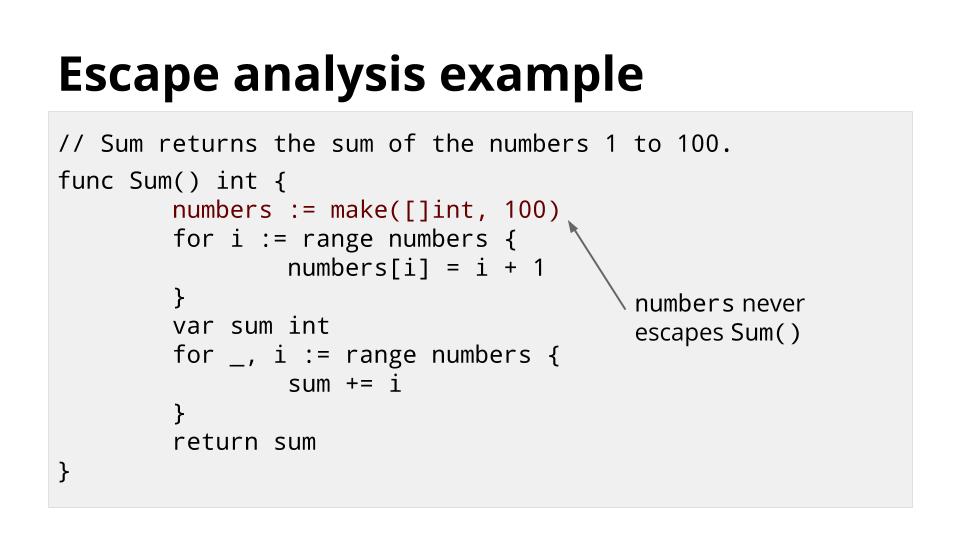 Escape analysis example
// Sum returns the sum of the numbers 1 to 100.
func Sum() int {
        numbers := make([]int, 100)
        for i := range numbers {
                numbers[i] = i + 1
        }
        var sum int
        for _, i := range numbers {
                sum += i
        }
        return sum
}
numbers never
escapes Sum()